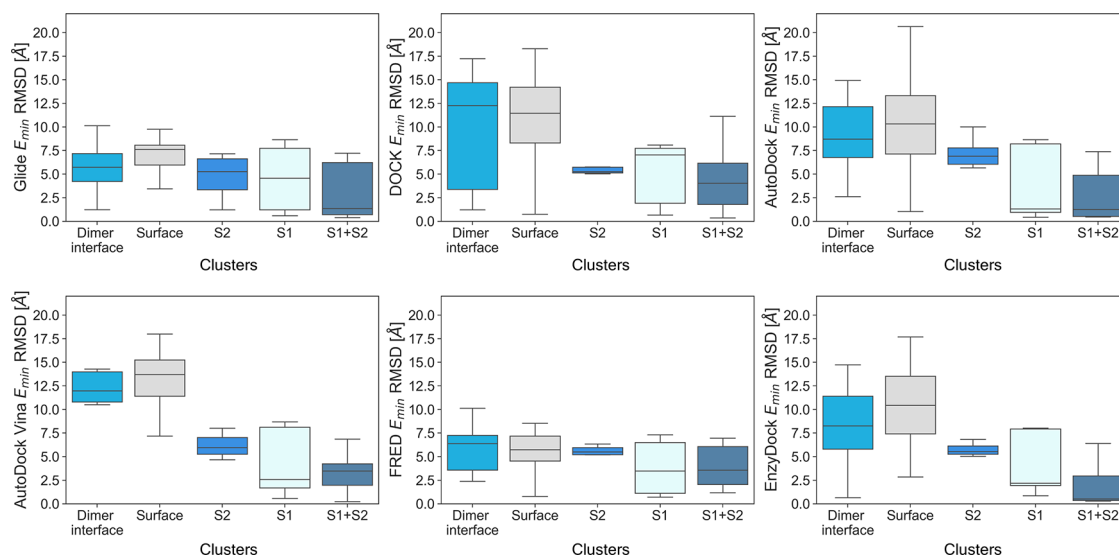 Glide E_min RMSD [Å]
20.0
17.5
15.0
12.5
10.0
7.5
5.0
2.5
0.0
Dimer
interface
Surface
S2
S1
S1+S2
Clusters
DOCK E_min RMSD [Å]
20.0
17.5
15.0
12.5
10.0
7.5
5.0
2.5
0.0
Dimer
interface
Surface
S2
S1
S1+S2
Clusters
AutoDock E_min RMSD [Å]
20.0
17.5
15.0
12.5
10.0
7.5
5.0
2.5
0.0
Dimer
interface
Surface
S2
S1
S1+S2
Clusters
AutoDock Vina E_min RMSD [Å]
20.0
17.5
15.0
12.5
10.0
7.5
5.0
2.5
0.0
Dimer
interface
Surface
S2
S1
S1+S2
Clusters
FRED E_min RMSD [Å]
20.0
17.5
15.0
12.5
10.0
7.5
5.0
2.5
0.0
Dimer
interface
Surface
S2
S1
S1+S2
Clusters
EnzyDock E_min RMSD [Å]
20.0
17.5
15.0
12.5
10.0
7.5
5.0
2.5
0.0
Dimer
interface
Surface
S2
S1
S1+S2
Clusters